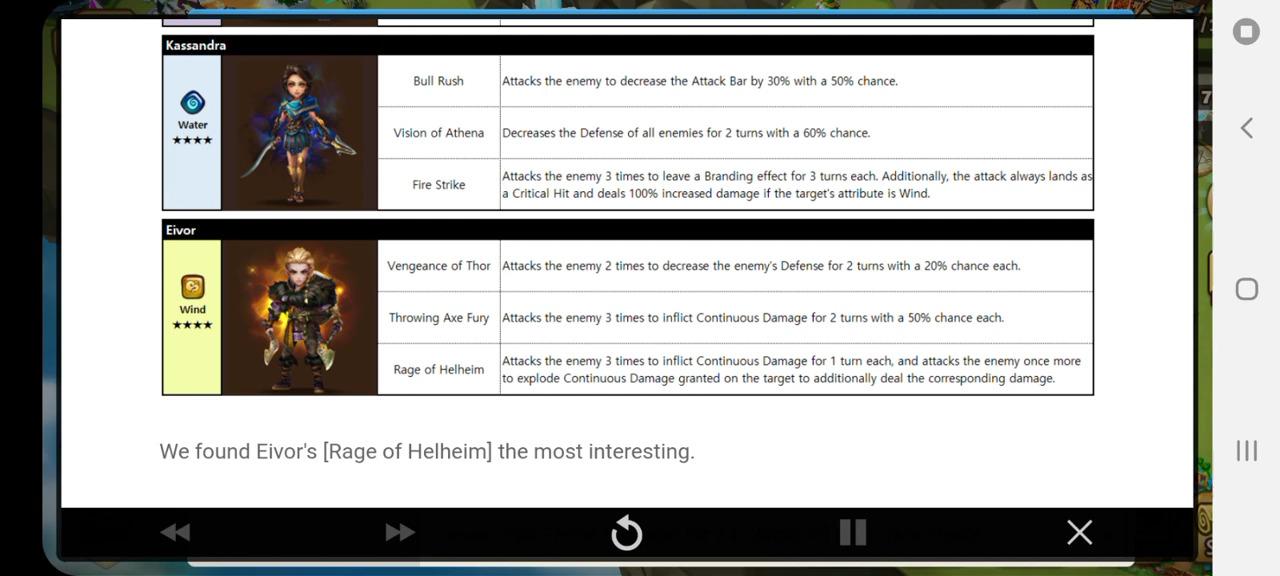 Kassandra
Water
★★★★
Bull Rush
Attacks the enemy to decrease the Attack Bar by 30% with a 50% chance.
Vision of Athena
Decreases the Defense of all enemies for 2 turns with a 60% chance.
Fire Strike
Attacks the enemy 3 times to leave a Branding effect for 3 turns each. Additionally, the attack always lands as
a Critical Hit and deals 100% increased damage if the target's attribute is Wind.
Eivor
Wind
★★★★
Vengeance of Thor
Attacks the enemy 2 times to decrease the enemy's Defense for 2 turns with a 20% chance each.
Throwing Axe Fury
Attacks the enemy 3 times to inflict Continuous Damage for 2 turns with a 50% chance each.
Rage of Helheim
Attacks the enemy 3 times to inflict Continuous Damage for 1 turn each, and attacks the enemy once more
to explode Continuous Damage granted on the target to additionally deal the corresponding damage.
We found Eivor's [Rage of Helheim] the most interesting.